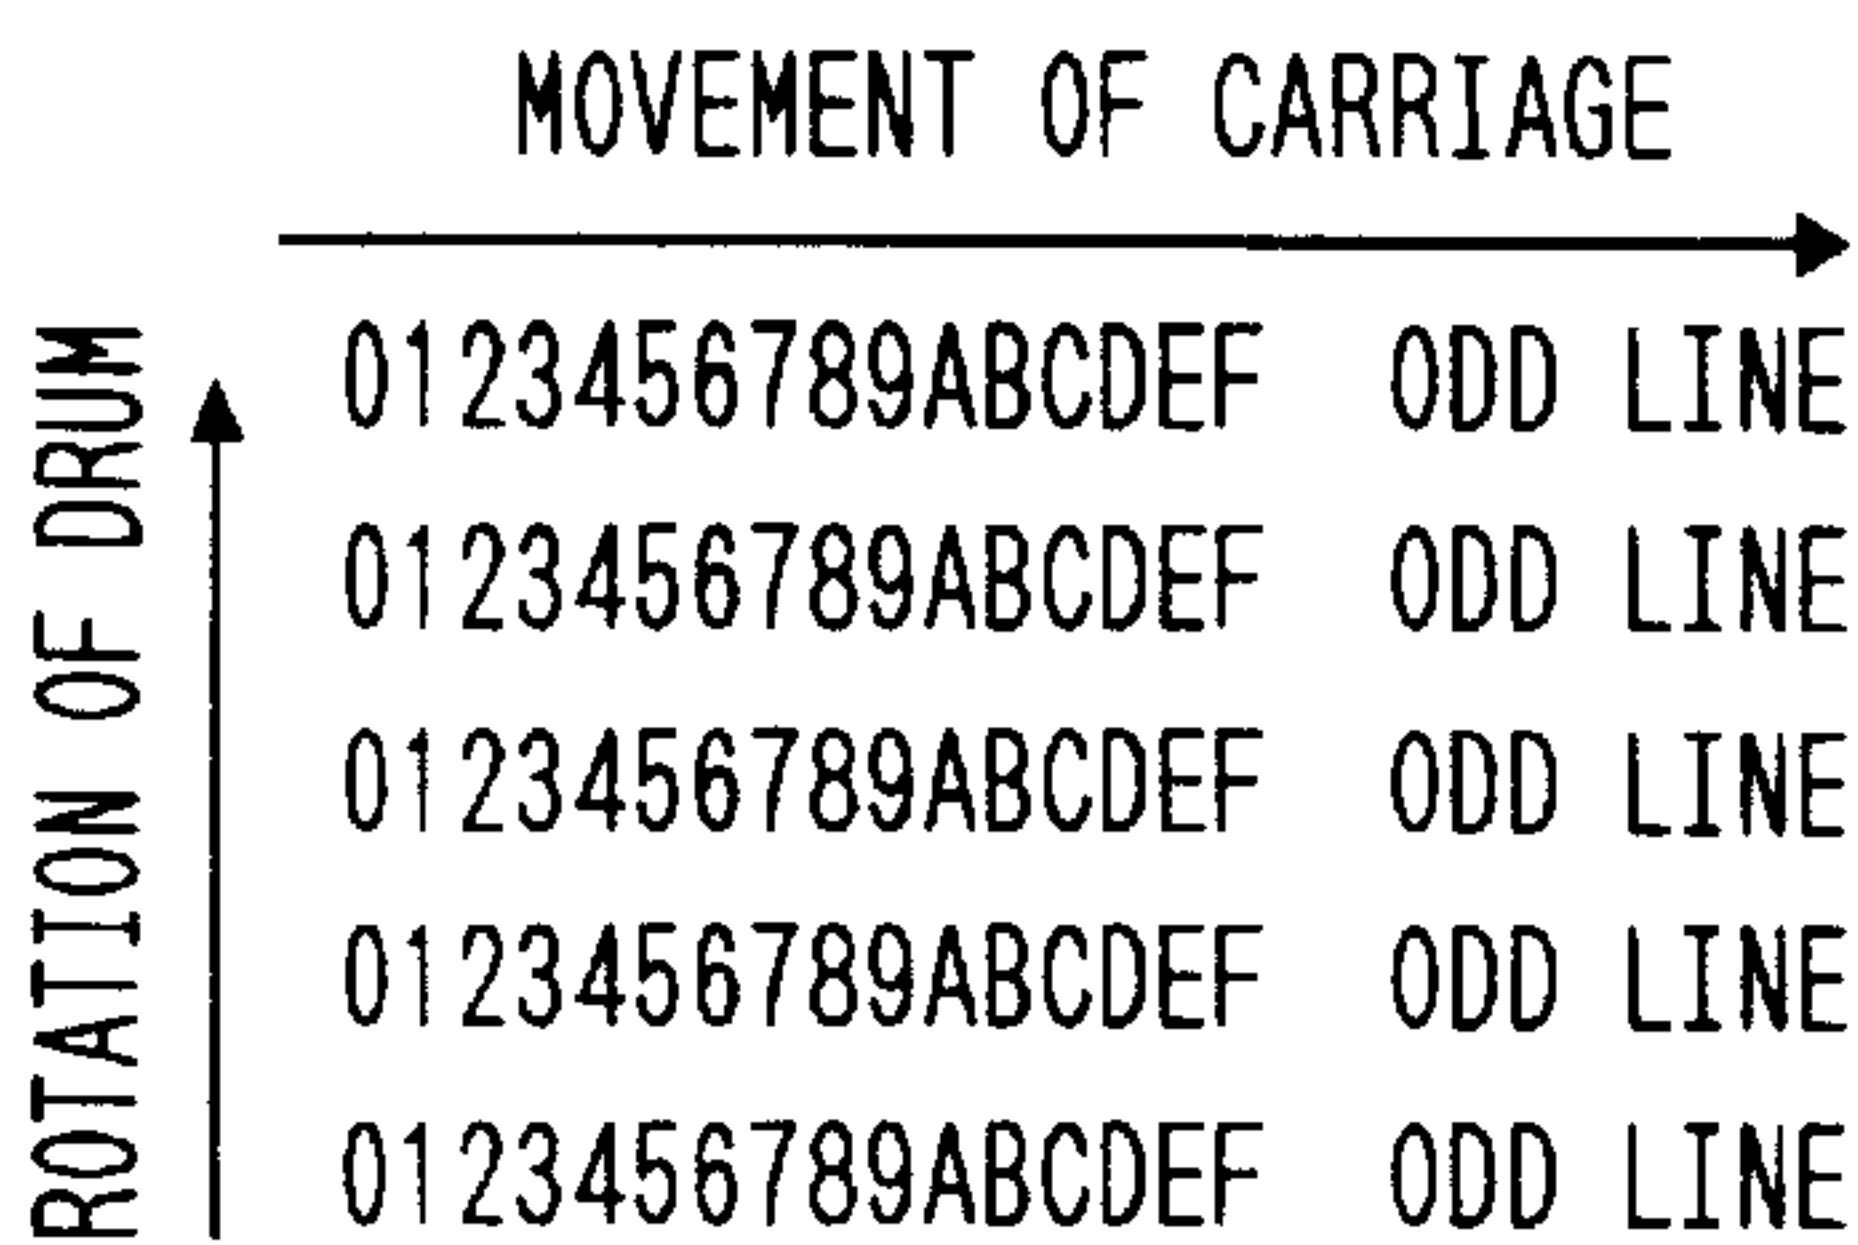 MOVEMENT OF CARRIAGE
ROTATION OF DRUM
0123456789ABCDEF ODD LINE
0123456789ABCDEF ODD LINE
0123456789ABCDEF ODD LINE
0123456789ABCDEF ODD LINE
0123456789ABCDEF ODD LINE